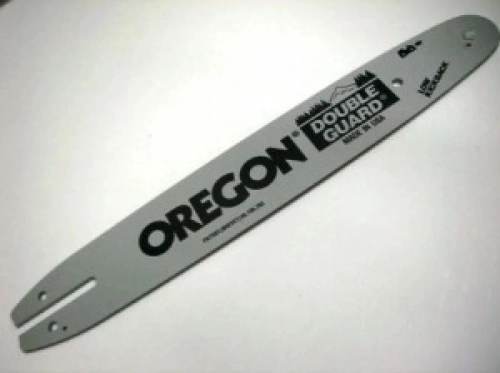 OREGON®
DOUBLE
GUARD®
MADE IN USA
LOW
KICKBACK